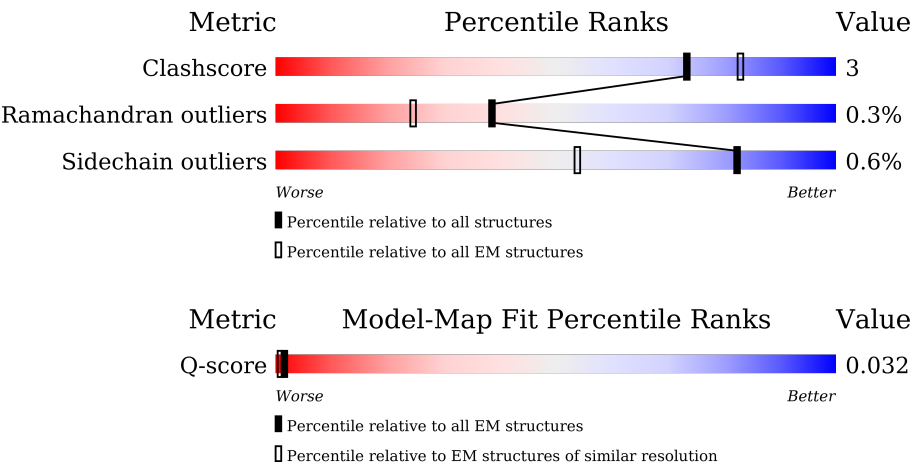 Metric Percentile Ranks Value
Clashscore 3
Ramachandran outliers 0.3%
Sidechain outliers 0.6%
Worse Better
Percentile relative to all structures
Percentile relative to all EM structures
Metric Model-Map Fit Percentile Ranks Value
Q-score 0.032
Worse Better
Percentile relative to all EM structures
Percentile relative to EM structures of similar resolution